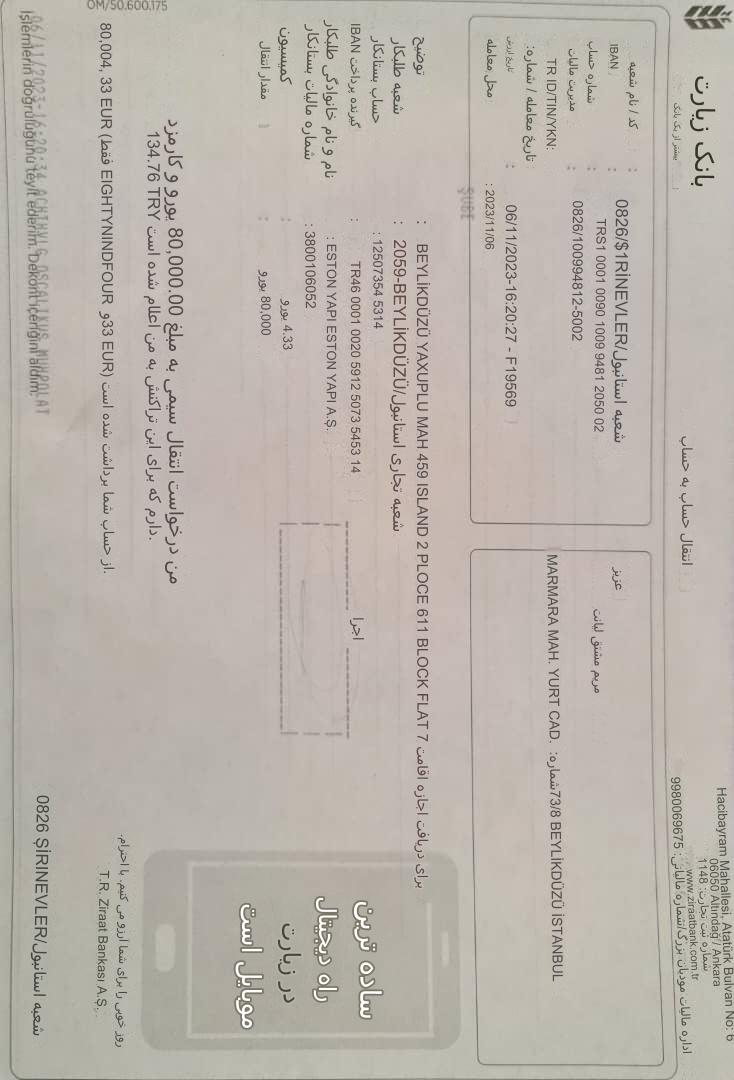 بانک زیارت
بیشتر از یک بانک
انتقال حساب به حساب
Hacibayram Mahallesi, Atatürk Bulvan No: 6
06050 Altındağ / Ankara
شماره ثبت تجارت: 1148
www.ziraatbank.com.tr
اداره مالیات مودیان بزرگ/شماره مالیاتی: 9980069675
کد / نام شعبه : 0826/$1RİNEVLER/شعبه استانبول
IBAN : TRS1 0001 0090 1009 9481 2050 02
شماره حساب : 0826/100994812-5002
مدیریت مالیات :
TR ID/TIN/YKN:
تاریخ معامله / شماره: 06/11/2023-16:20:27 - F19569
تاریخ ارزش :
محل معامله : 2023/11/06
ŞUBE
عزیز
مریم مشتق لیانت
MARMARA MAH. YURT CAD. شماره:73/8 BEYLİKDÜZÜ İSTANBUL
توضیح : BEYLİKDÜZÜ YAXUPLU MAH 459 ISLAND 2 PLOCE 611 BLOCK FLAT 7 برای دریافت اجازه اقامت
شعبه طلبکار : 2059-BEYLİKDÜZÜ/شعبه تجاری استانبول
حساب بستانکار : 12507354 5314
گیرنده پرداخت IBAN : TR46 0001 0020 5912 5073 5453 14
نام و نام خانوادگی طلبکار : ESTON YAPI ESTON YAPI A.Ş.
شماره مالیات بستانکار : 3800106052
کمیسیون : 4.33 یورو
مقدار انتقال : 80,000 یورو
اجرا
ساده ترین
راه دیجیتال
در زیارت
موبایل است
من درخواست انتقال سیمی به مبلغ 80,000.00 یورو و کارمزد
134.76 TRY دارم که برای این تراکنش به من اعلام شده است.
80,004, 33 EUR (فقط EIGHTYNINDFOUR و33 EUR) از حساب شما برداشت شده است.
روز خوبی را برای شما آرزو می کنیم. با احترام.
T.R. Ziraat Bankası A.Ş.
OM/50.600.175
06/11/2023-16:20:34
İşlemlerin doğruluğunu teyit ederim. Dekont içeriğini aldım.
0826 ŞİRINEVLER/شعبه استانبول